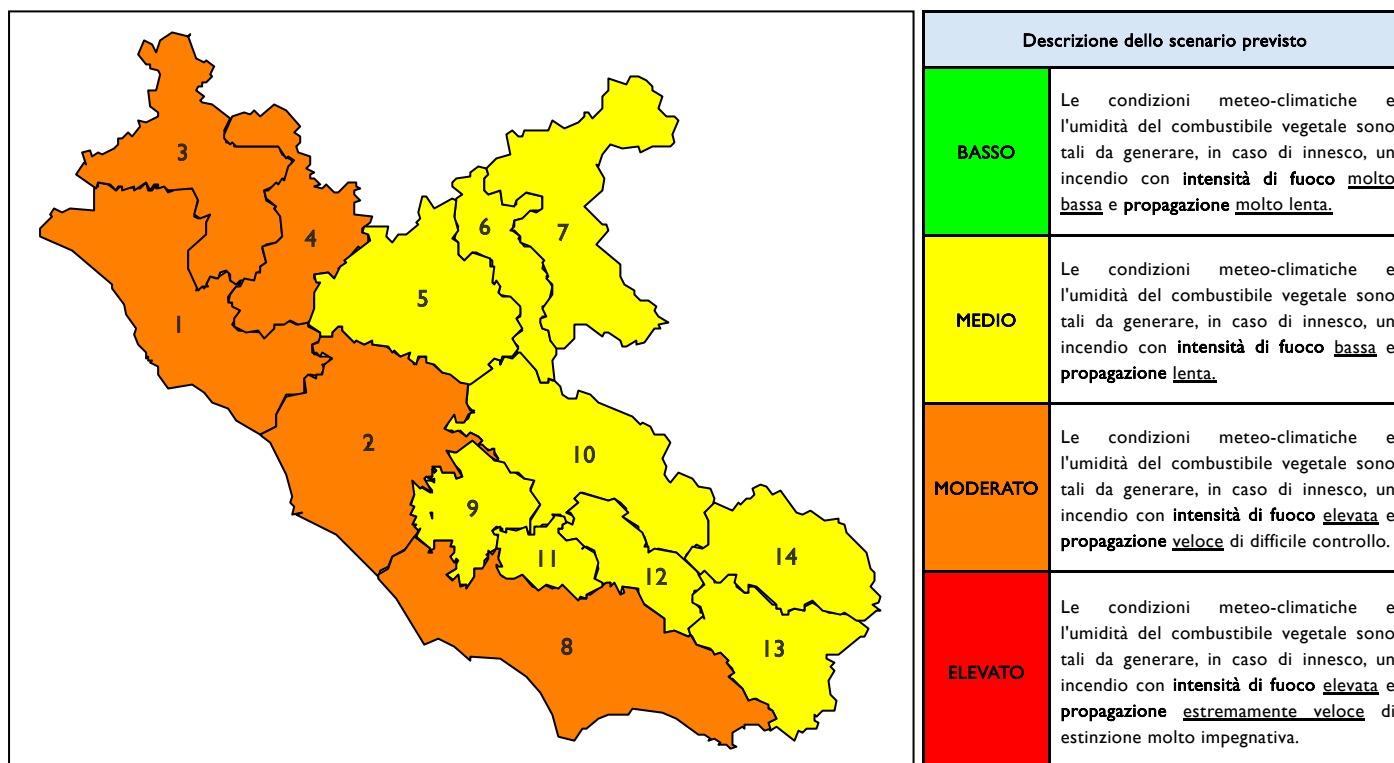 3
4
6
7
5
1
2
10
9
14
11
12
13
8
Descrizione dello scenario previsto
BASSO
Le condizioni meteo-climatiche e
l'umidità del combustibile vegetale sono
tali da generare, in caso di innesco, un
incendio con intensità di fuoco molto
bassa e propagazione molto lenta.
MEDIO
Le condizioni meteo-climatiche e
l'umidità del combustibile vegetale sono
tali da generare, in caso di innesco, un
incendio con intensità di fuoco bassa e
propagazione lenta.
MODERATO
Le condizioni meteo-climatiche e
l'umidità del combustibile vegetale sono
tali da generare, in caso di innesco, un
incendio con intensità di fuoco elevata e
propagazione veloce di difficile controllo.
ELEVATO
Le condizioni meteo-climatiche e
l'umidità del combustibile vegetale sono
tali da generare, in caso di innesco, un
incendio con intensità di fuoco elevata e
propagazione estremamente veloce di
estinzione molto impegnativa.